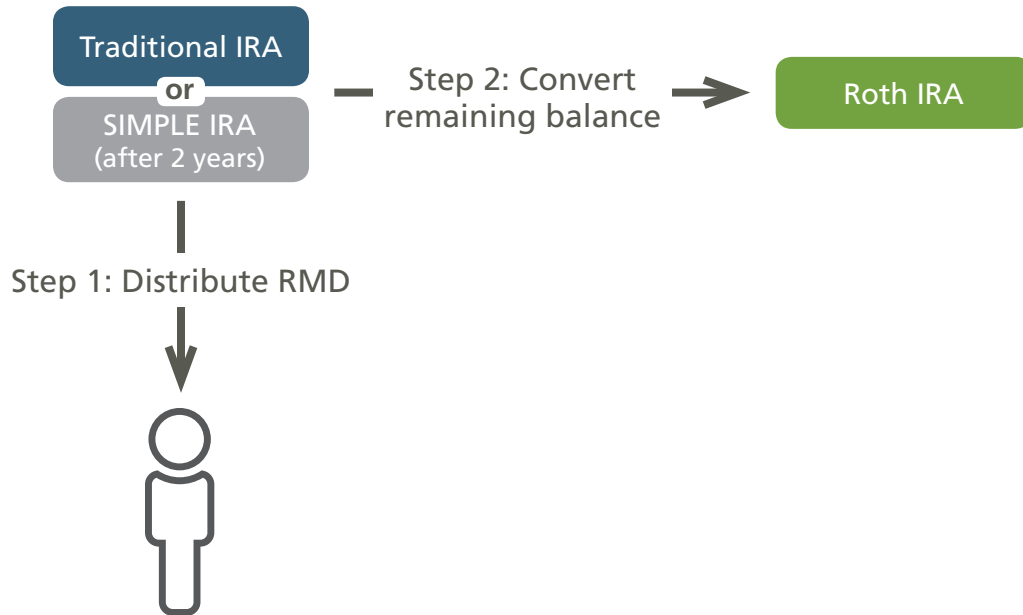 Traditional IRA
or
SIMPLE IRA
(after 2 years)
Step 2: Convert
remaining balance
Roth IRA
Step 1: Distribute RMD